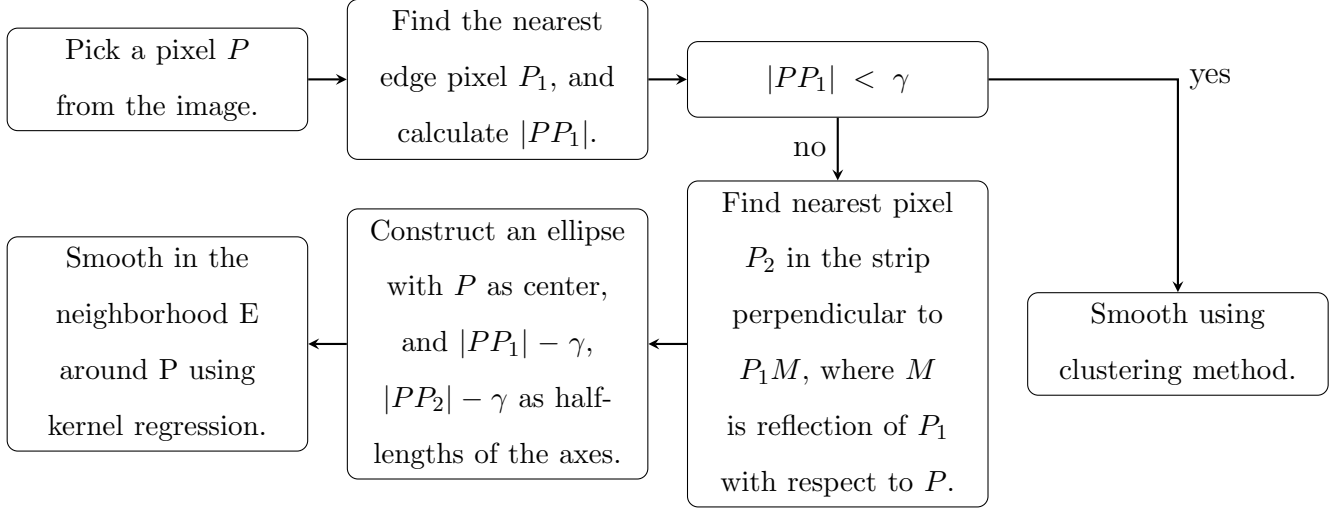 Pick a pixel P
from the image.
Find the nearest
edge pixel P₁, and
calculate |PP₁|.
|PP₁| < γ
yes
no
Find nearest pixel
P₂ in the strip
perpendicular to
P₁M, where M
is reflection of P₁
with respect to P.
Construct an ellipse
with P as center,
and |PP₁| − γ,
|PP₂| − γ as half-
lengths of the axes.
Smooth in the
neighborhood E
around P using
kernel regression.
Smooth using
clustering method.